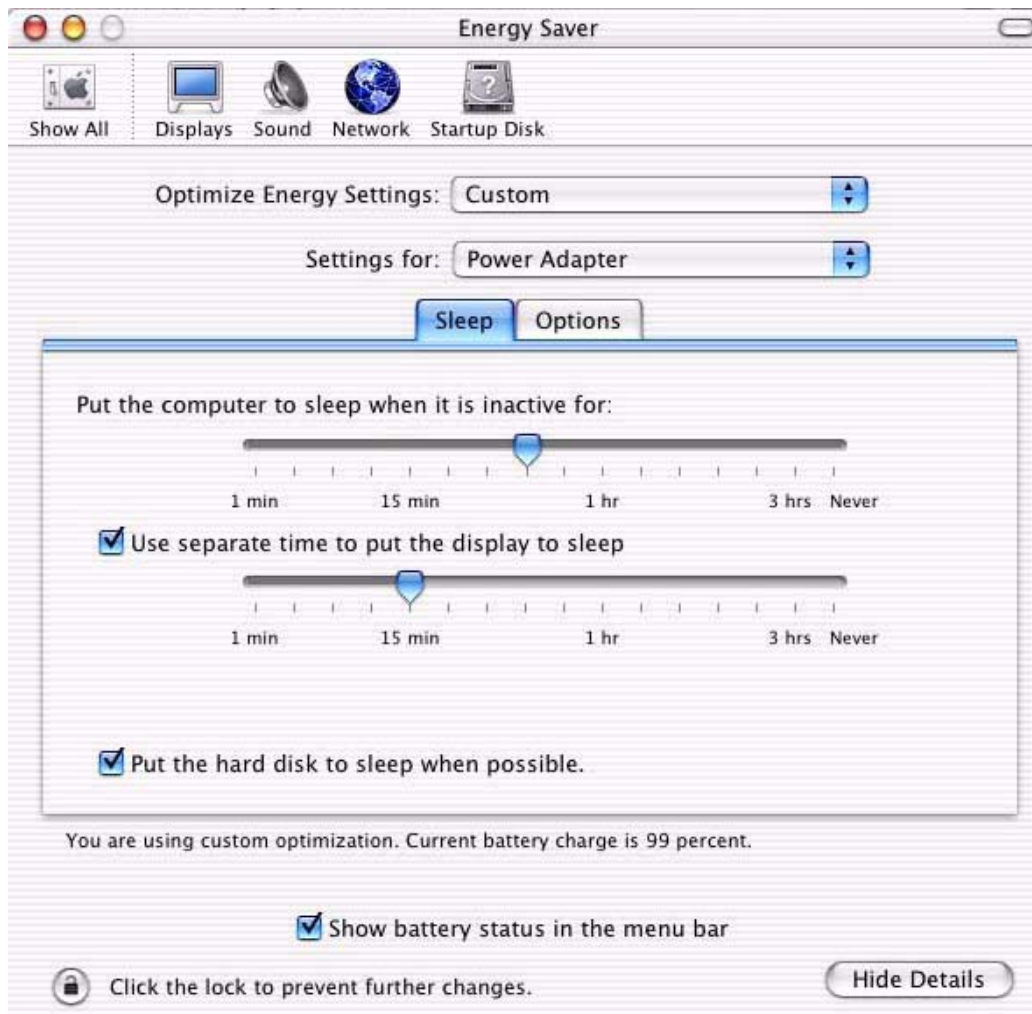 Energy Saver
Show All Displays Sound Network Startup Disk
Optimize Energy Settings: Custom
Settings for: Power Adapter
Sleep Options
Put the computer to sleep when it is inactive for:
1 min 15 min 1 hr 3 hrs Never
Use separate time to put the display to sleep
1 min 15 min 1 hr 3 hrs Never
Put the hard disk to sleep when possible.
You are using custom optimization. Current battery charge is 99 percent.
Show battery status in the menu bar
Click the lock to prevent further changes. Hide Details